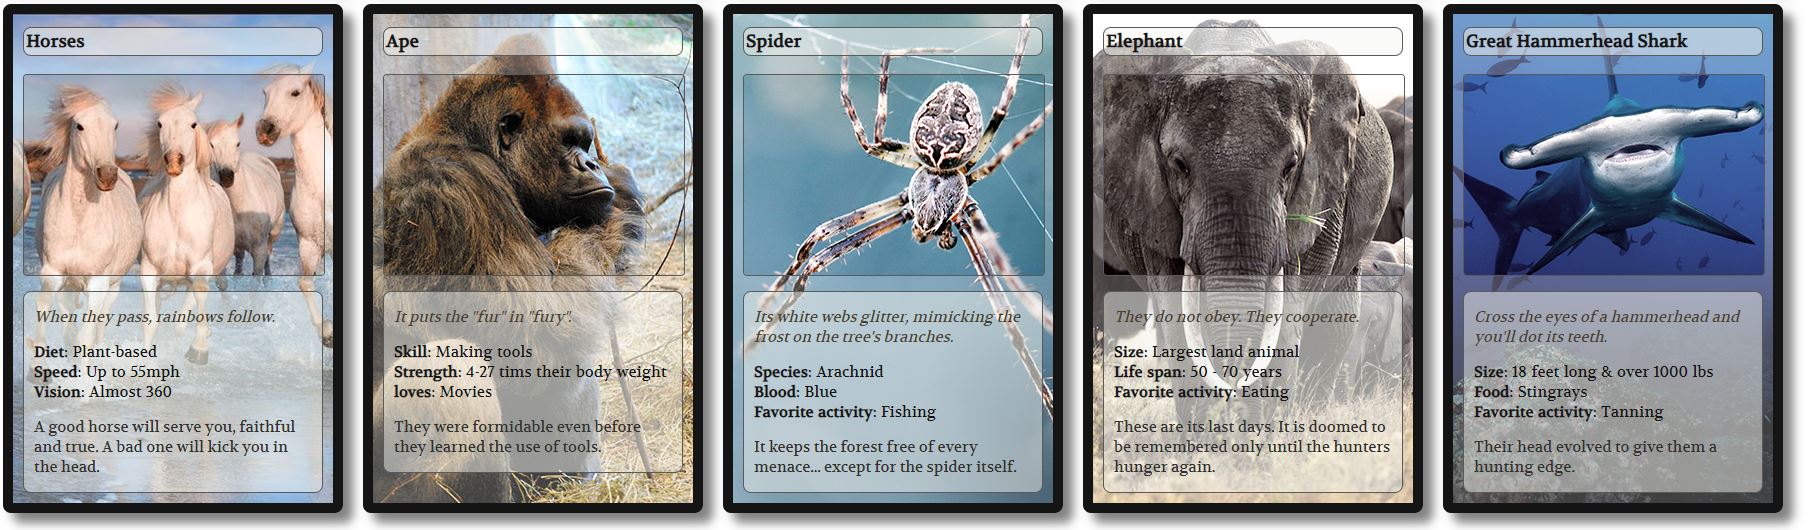 Horses
When they pass, rainbows follow.
Diet: Plant-based
Speed: Up to 55mph
Vision: Almost 360
A good horse will serve you, faithful
and true. A bad one will kick you in
the head.
Ape
It puts the "fur" in "fury".
Skill: Making tools
Strength: 4-27 tims their body weight
loves: Movies
They were formidable even before
they learned the use of tools.
Spider
Its white webs glitter, mimicking the
frost on the tree's branches.
Species: Arachnid
Blood: Blue
Favorite activity: Fishing
It keeps the forest free of every
menace... except for the spider itself.
Elephant
They do not obey. They cooperate.
Size: Largest land animal
Life span: 50 - 70 years
Favorite activity: Eating
These are its last days. It is doomed to
be remembered only until the hunters
hunger again.
Great Hammerhead Shark
Cross the eyes of a hammerhead and
you'll dot its teeth.
Size: 18 feet long & over 1000 lbs
Food: Stingrays
Favorite activity: Tanning
Their head evolved to give them a
hunting edge.